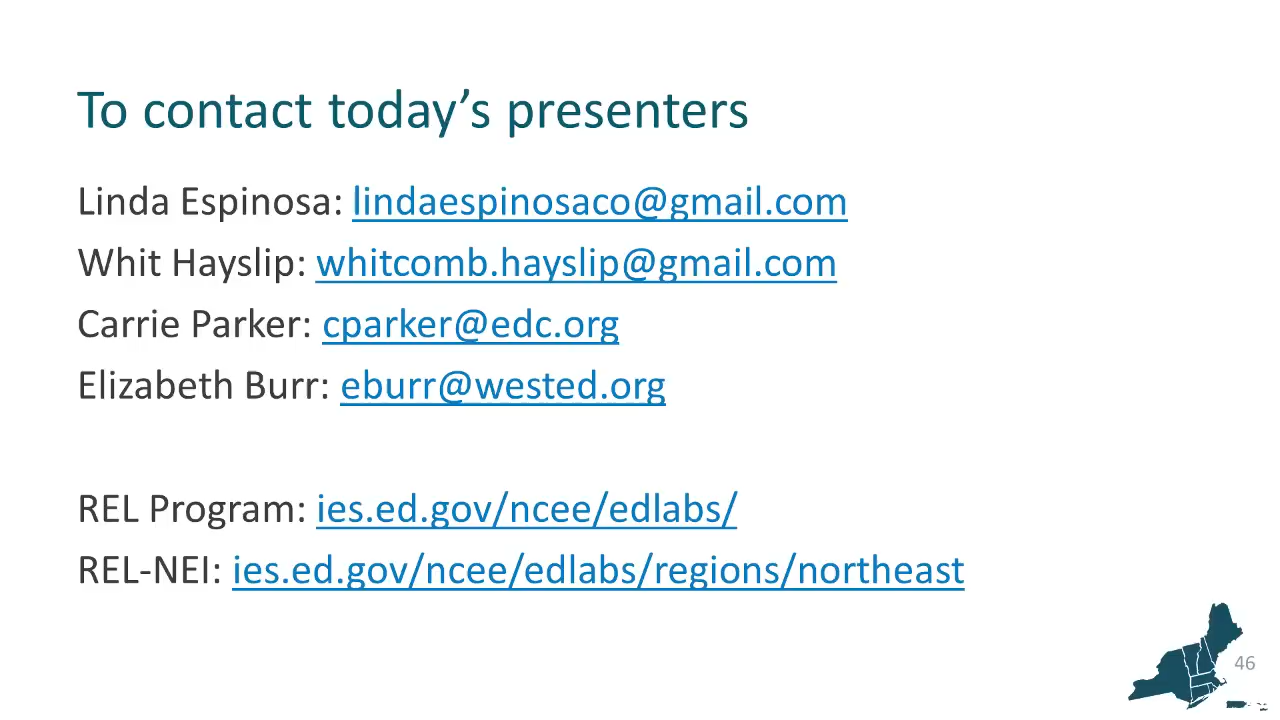 To contact today’s presenters
Linda Espinosa: lindaespinosaco@gmail.com
Whit Hayslip: whitcomb.hayslip@gmail.com
Carrie Parker: cparker@edc.org
Elizabeth Burr: eburr@wested.org
REL Program: ies.ed.gov/ncee/edlabs/
REL-NEI: ies.ed.gov/ncee/edlabs/regions/northeast
46